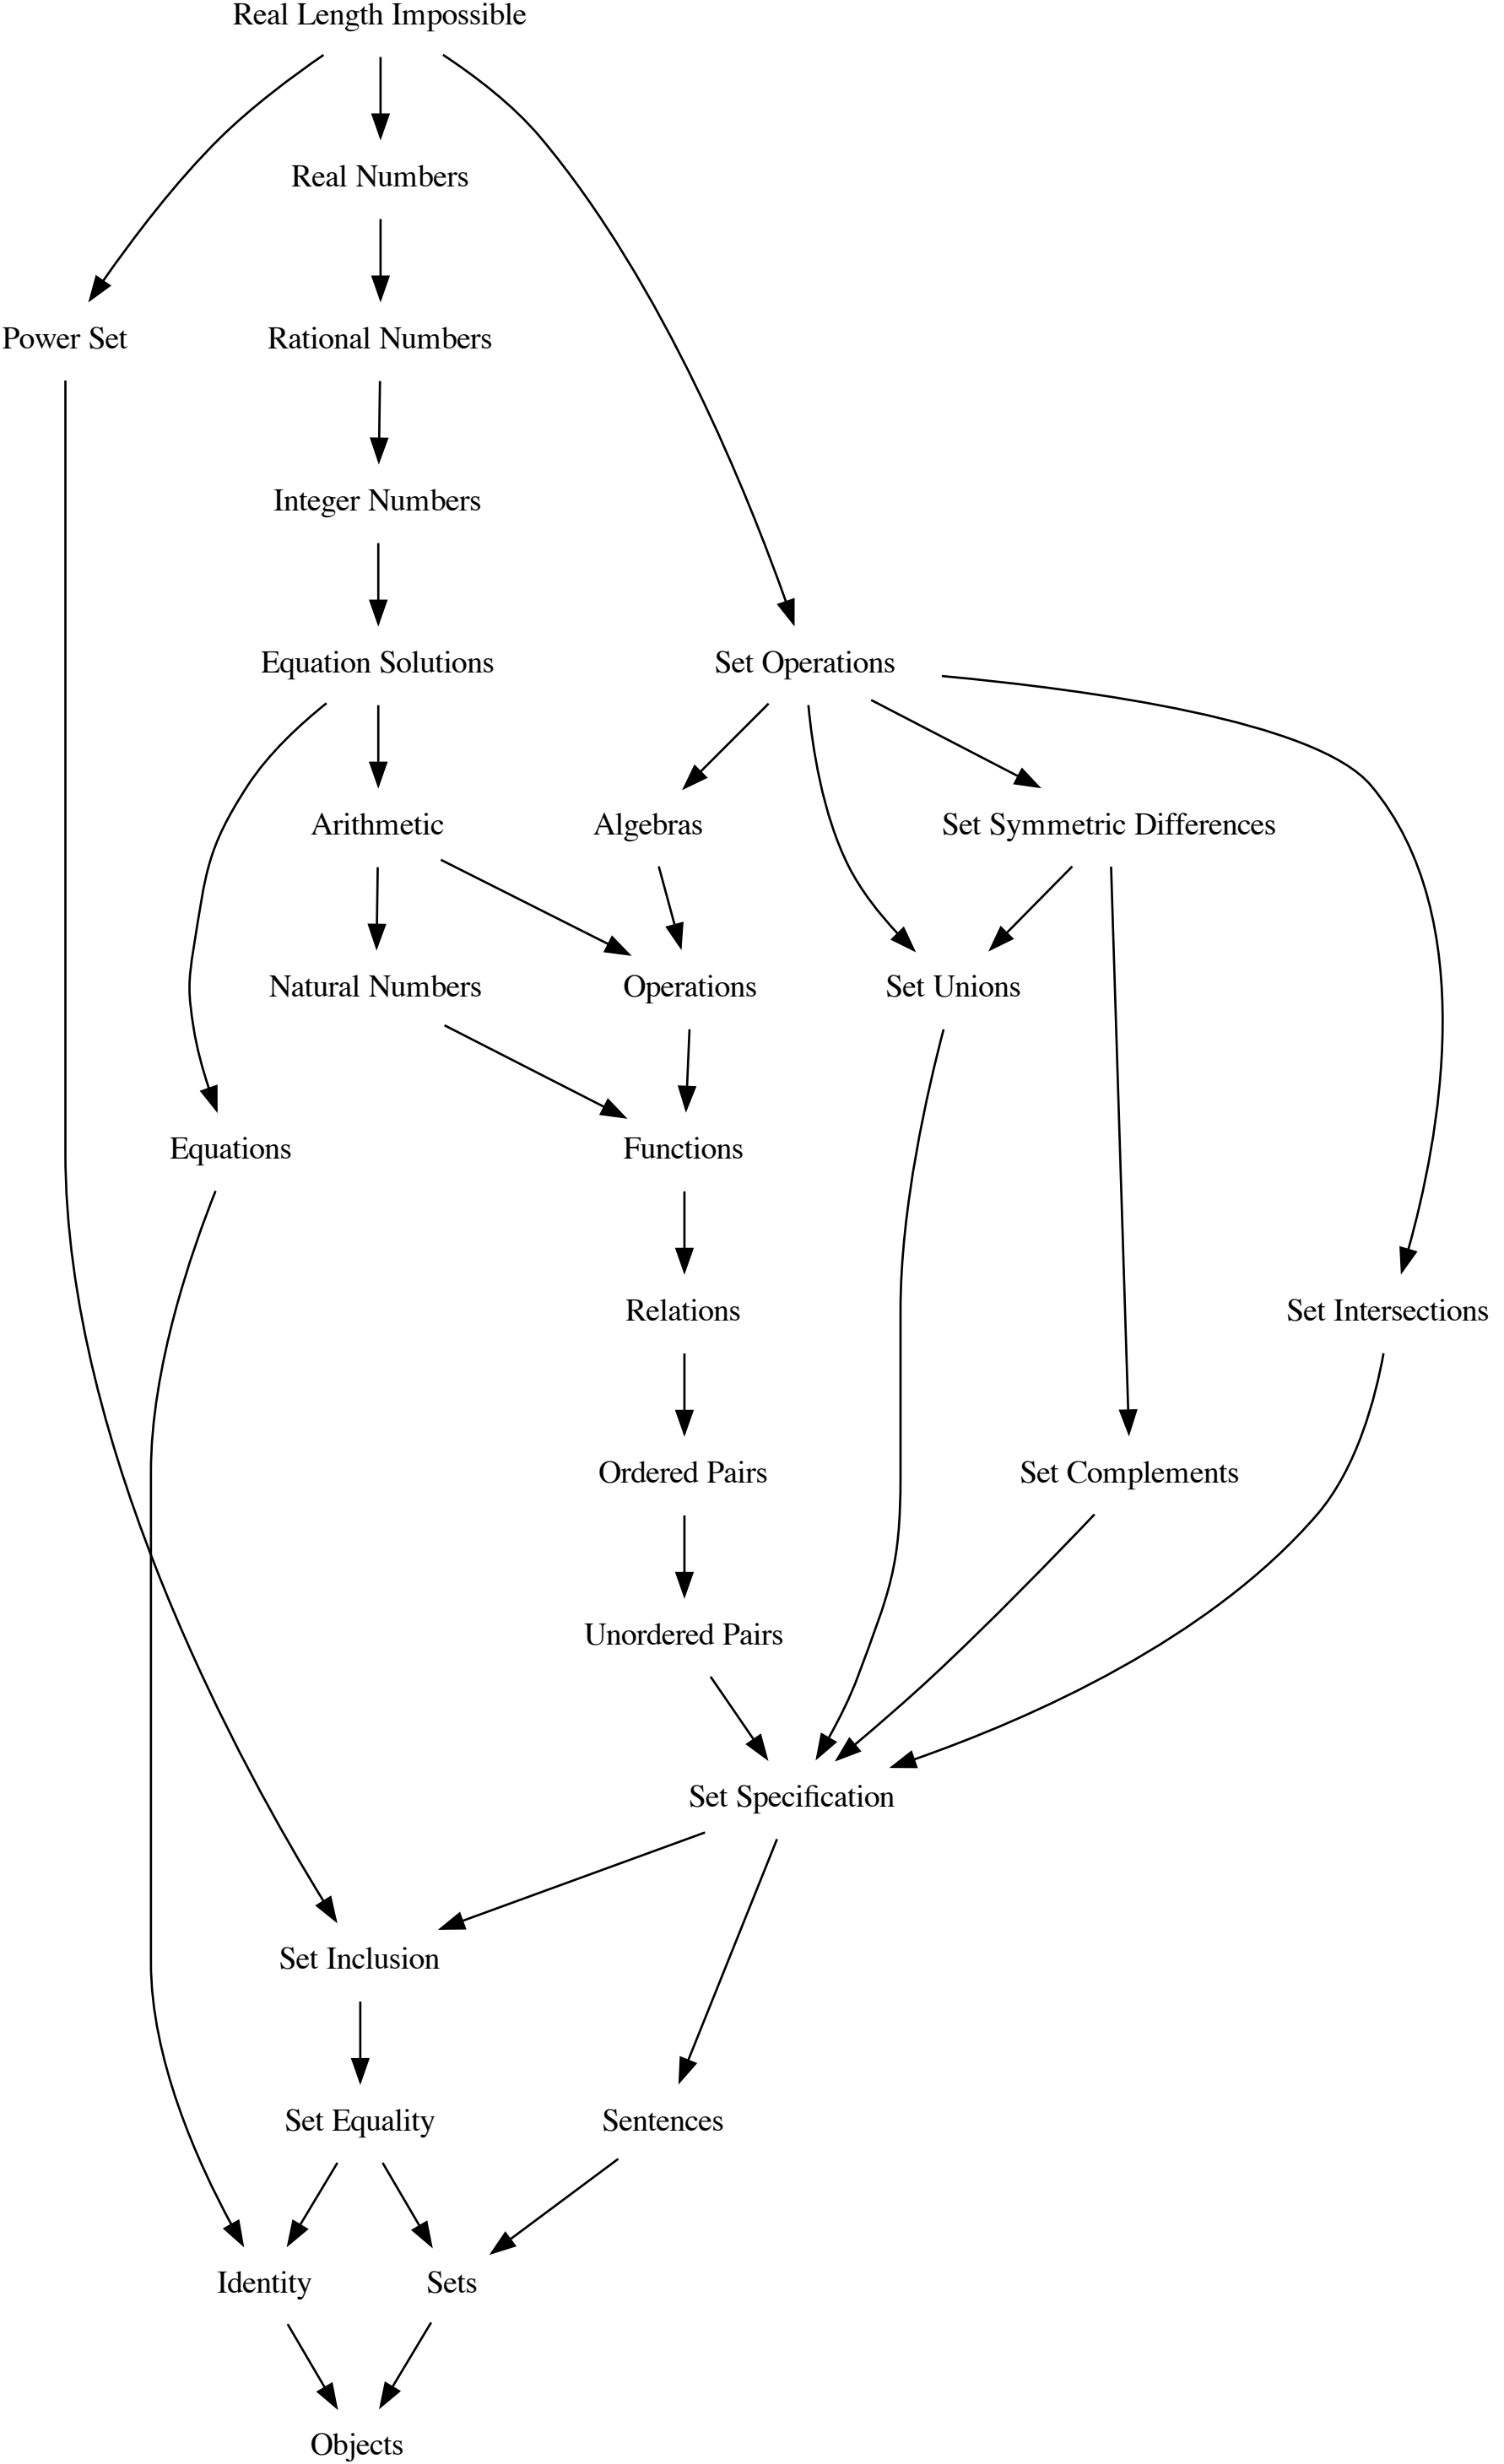 Real Length Impossible
Real Numbers
Power Set
Rational Numbers
Integer Numbers
Equation Solutions
Set Operations
Arithmetic
Algebras
Set Symmetric Differences
Natural Numbers
Operations
Set Unions
Equations
Functions
Relations
Set Intersections
Ordered Pairs
Set Complements
Unordered Pairs
Set Specification
Set Inclusion
Set Equality
Sentences
Identity
Sets
Objects